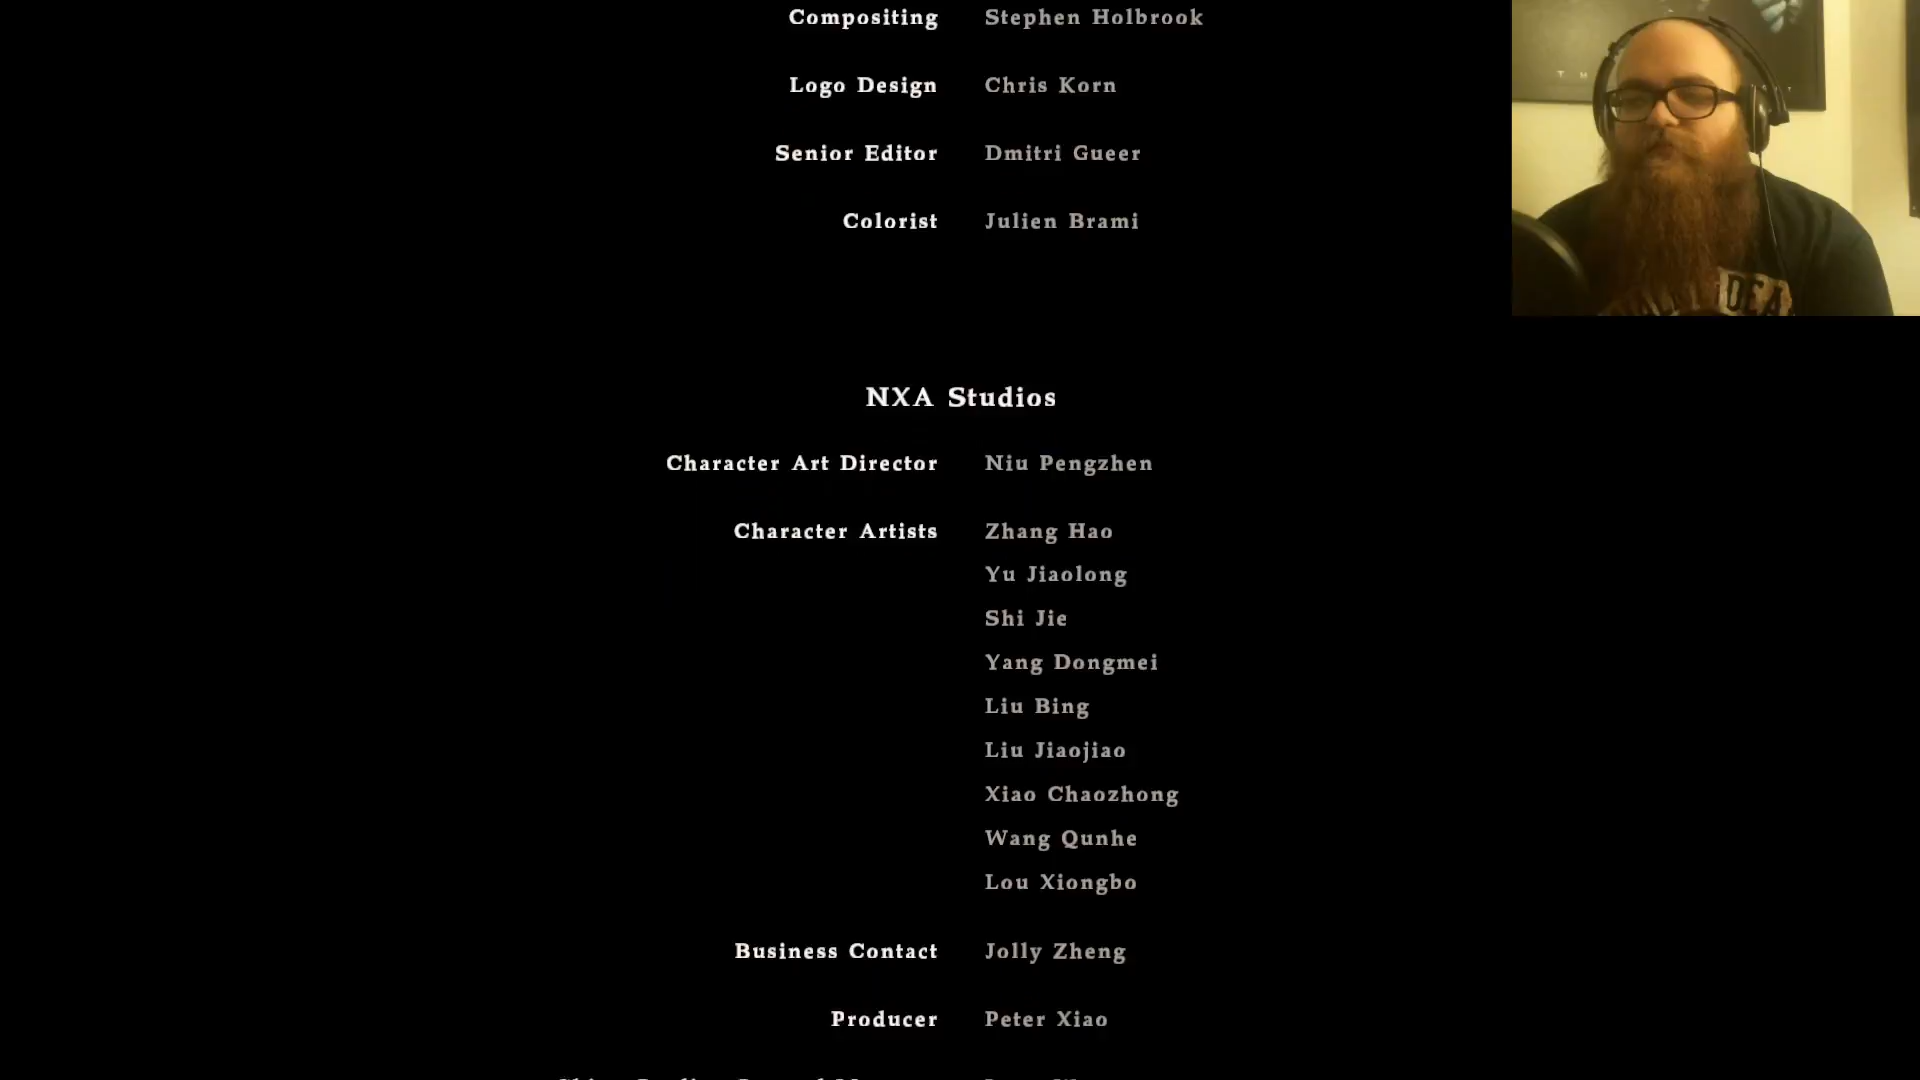 Compositing Stephen Holbrook
Logo Design Chris Korn
Senior Editor Dmitri Gueer
Colorist Julien Brami
NXA Studios
Character Art Director Niu Pengzhen
Character Artists Zhang Hao
Yu Jiaolong
Shi Jie
Yang Dongmei
Liu Bing
Liu Jiaojiao
Xiao Chaozhong
Wang Qunhe
Lou Xiongbo
Business Contact Jolly Zheng
Producer Peter Xiao